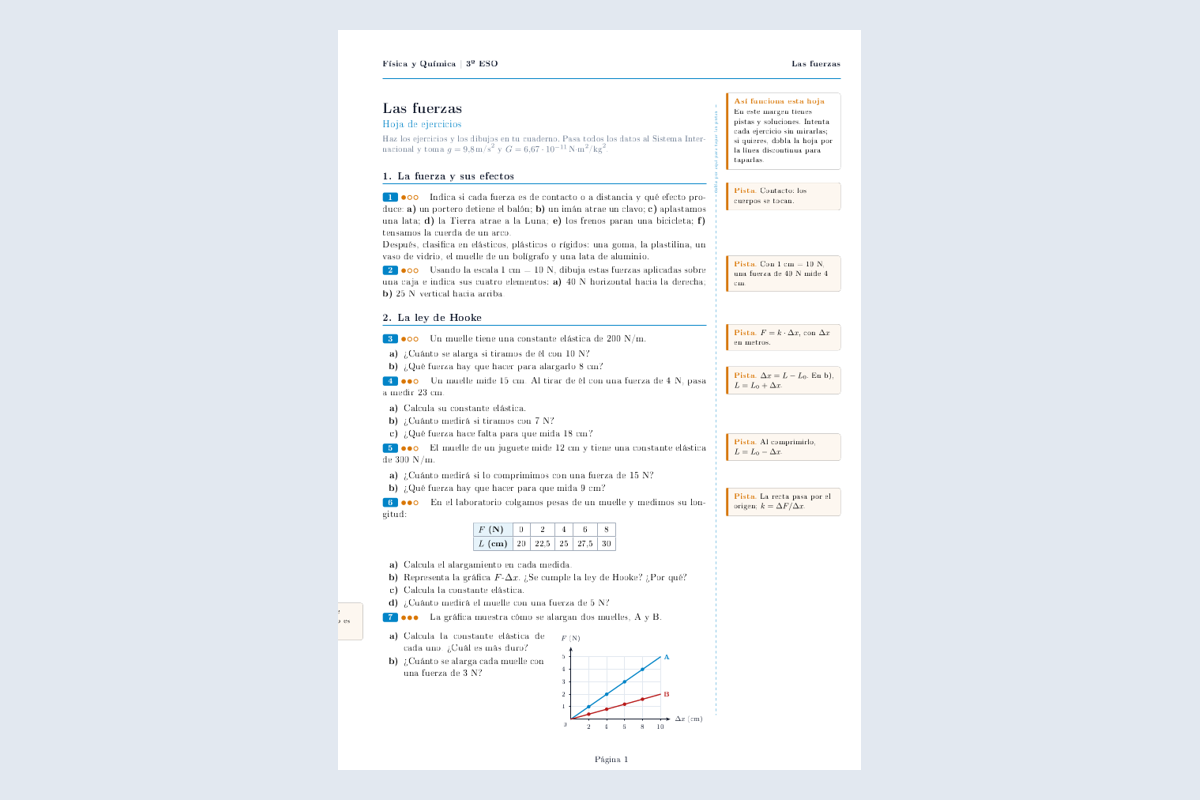 Física y Química | 3º ESO
Las fuerzas
Las fuerzas
Hoja de ejercicios
Haz los ejercicios y los dibujos en tu cuaderno. Pasa todos los datos al Sistema Inter-
nacional y toma g = 9,8 m/s² y G = 6,67 · 10⁻¹¹ N·m²/kg².
1. La fuerza y sus efectos
1 Indica si cada fuerza es de contacto o a distancia y qué efecto pro-
duce: a) un portero detiene el balón; b) un imán atrae un clavo; c) aplastamos
una lata; d) la Tierra atrae a la Luna; e) los frenos paran una bicicleta; f)
tensamos la cuerda de un arco.
Después, clasifica en elásticos, plásticos o rígidos: una goma, la plastilina, un
vaso de vidrio, el muelle de un bolígrafo y una lata de aluminio.
2 Usando la escala 1 cm = 10 N, dibuja estas fuerzas aplicadas sobre
una caja e indica sus cuatro elementos: a) 40 N horizontal hacia la derecha;
b) 25 N vertical hacia arriba.
2. La ley de Hooke
3 Un muelle tiene una constante elástica de 200 N/m.
a) ¿Cuánto se alarga si tiramos de él con 10 N?
b) ¿Qué fuerza hay que hacer para alargarlo 8 cm?
4 Un muelle mide 15 cm. Al tirar de él con una fuerza de 4 N, pasa
a medir 23 cm.
a) Calcula su constante elástica.
b) ¿Cuánto medirá si tiramos con 7 N?
c) ¿Qué fuerza hace falta para que mida 18 cm?
5 El muelle de un juguete mide 12 cm y tiene una constante elástica
de 300 N/m.
a) ¿Cuánto medirá si lo comprimimos con una fuerza de 15 N?
b) ¿Qué fuerza hay que hacer para que mida 9 cm?
6 En el laboratorio colgamos pesas de un muelle y medimos su lon-
gitud:
F (N) 0 2 4 6 8
L (cm) 20 22,5 25 27,5 30
a) Calcula el alargamiento en cada medida.
b) Representa la gráfica F-Δx. ¿Se cumple la ley de Hooke? ¿Por qué?
c) Calcula la constante elástica.
d) ¿Cuánto medirá el muelle con una fuerza de 5 N?
7 La gráfica muestra cómo se alargan dos muelles, A y B.
a) Calcula la constante elástica de
cada uno. ¿Cuál es más duro?
b) ¿Cuánto se alarga cada muelle con
una fuerza de 3 N?
F (N)
5
4
3
2
1
A
B
2 4 6 8 10
Δx (cm)
Así funciona esta hoja
En este margen tienes
pistas y soluciones. Intenta
cada ejercicio sin mirarlas;
si quieres, dobla la hoja por
la línea discontinua para
taparlas.
Pista. Contacto: los
cuerpos se tocan.
Pista. Con 1 cm = 10 N,
una fuerza de 40 N mide 4
cm.
Pista. F = k · Δx, con Δx
en metros.
Pista. Δx = L − L₀. En b),
L = L₀ + Δx.
Pista. Al comprimirlo,
L = L₀ − Δx.
Pista. La recta pasa por el
origen; k = ΔF/Δx.
es
Página 1